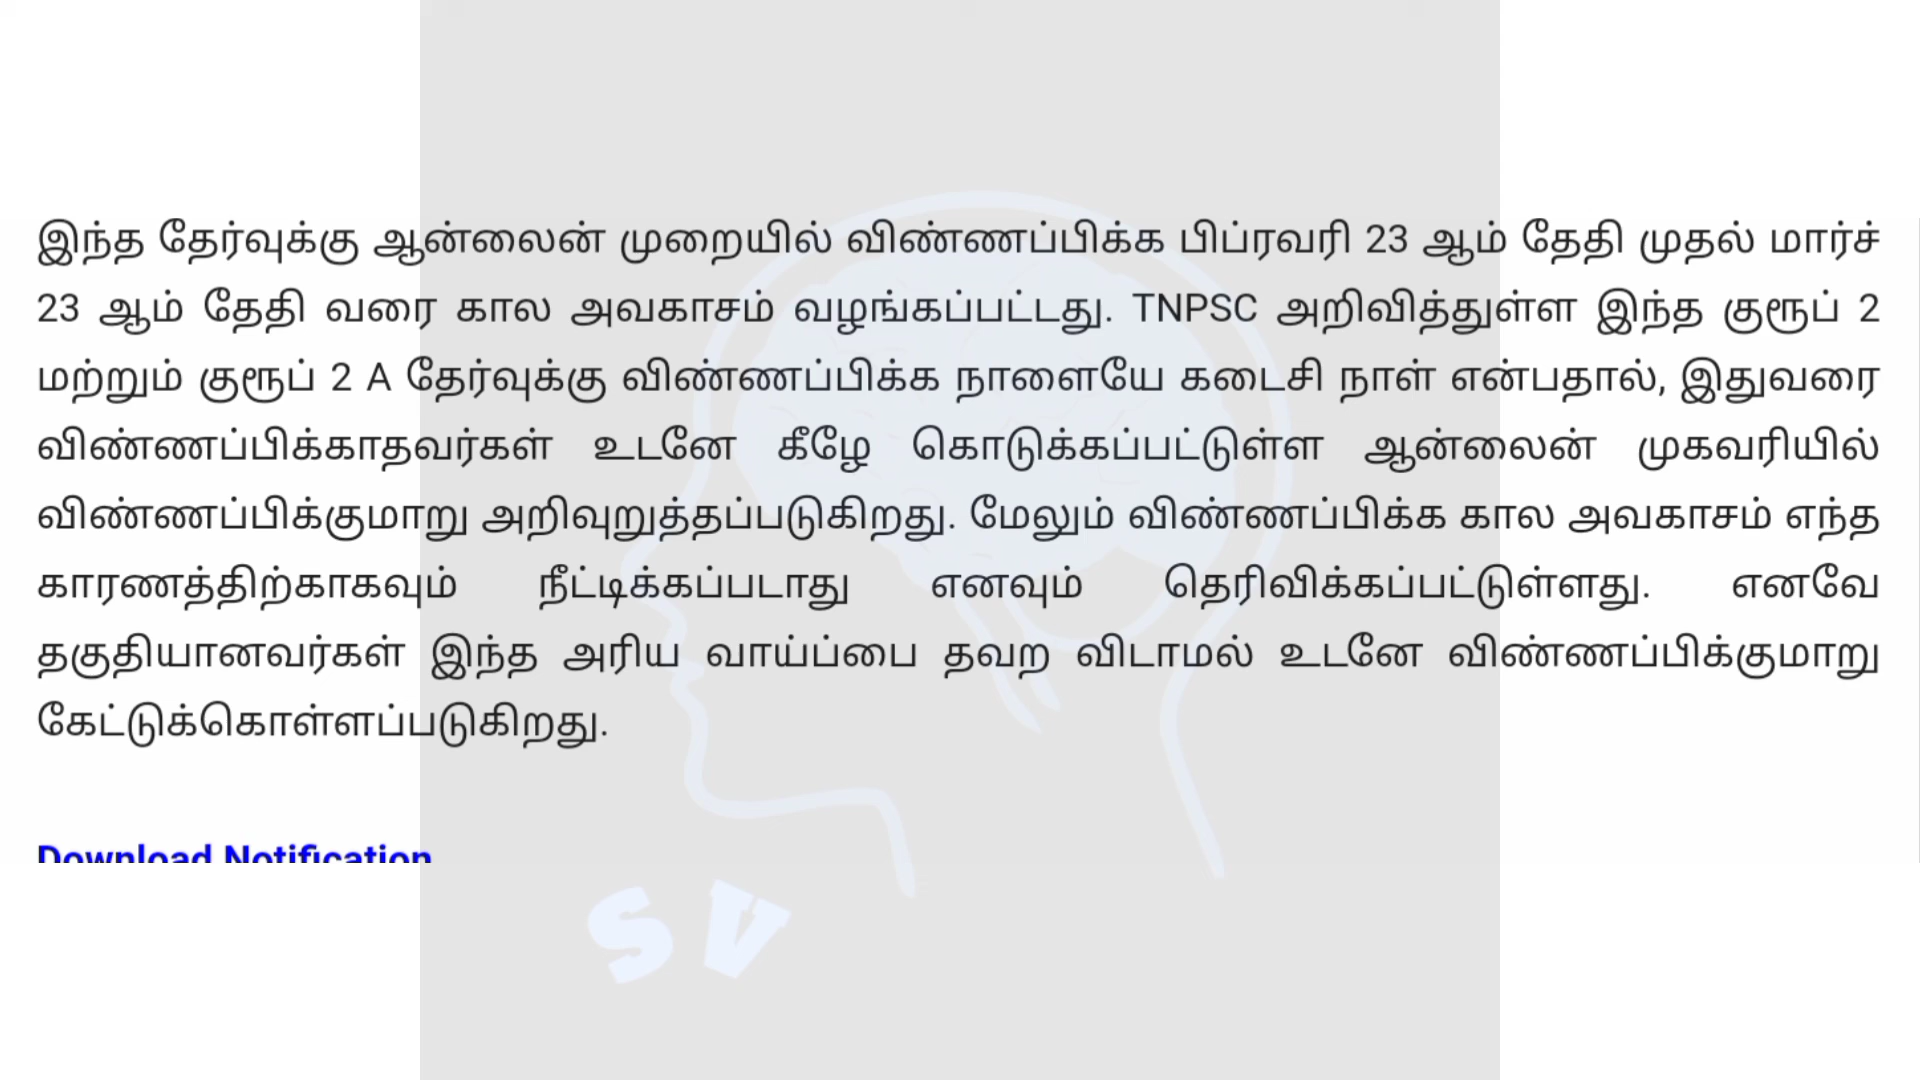 இந்த தேர்வுக்கு ஆன்லைன் முறையில் விண்ணப்பிக்க பிப்ரவரி 23 ஆம் தேதி முதல் மார்ச்
23 ஆம் தேதி வரை கால அவகாசம் வழங்கப்பட்டது. TNPSC அறிவித்துள்ள இந்த குரூப் 2
மற்றும் குரூப் 2 A தேர்வுக்கு விண்ணப்பிக்க நாளையே கடைசி நாள் என்பதால், இதுவரை
விண்ணப்பிக்காதவர்கள் உடனே கீழே கொடுக்கப்பட்டுள்ள ஆன்லைன் முகவரியில்
விண்ணப்பிக்குமாறு அறிவுறுத்தப்படுகிறது. மேலும் விண்ணப்பிக்க கால அவகாசம் எந்த
காரணத்திற்காகவும் நீட்டிக்கப்படாது எனவும் தெரிவிக்கப்பட்டுள்ளது. எனவே
தகுதியானவர்கள் இந்த அரிய வாய்ப்பை தவற விடாமல் உடனே விண்ணப்பிக்குமாறு
கேட்டுக்கொள்ளப்படுகிறது.
Download Notification
S V